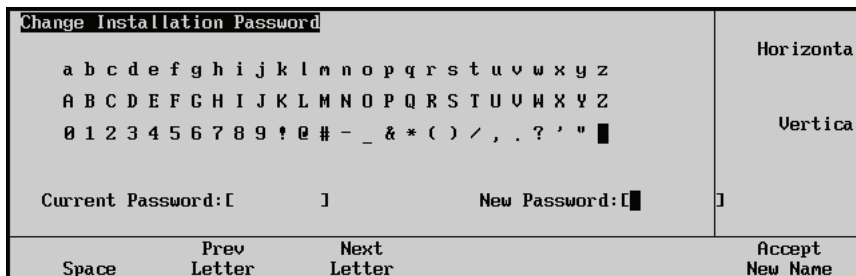 Change Installation Password
Horizonta
a b c d e f g h i j k l m n o p q r s t u v w x y z
A B C D E F G H I J K L M N O P Q R S T U V W X Y Z
0 1 2 3 4 5 6 7 8 9 ! @ # - _ & * ( ) / , . ? ' "
Vertica
Current Password:[ ] New Password:[ ]
Prev Next Accept
Space Letter Letter New Name